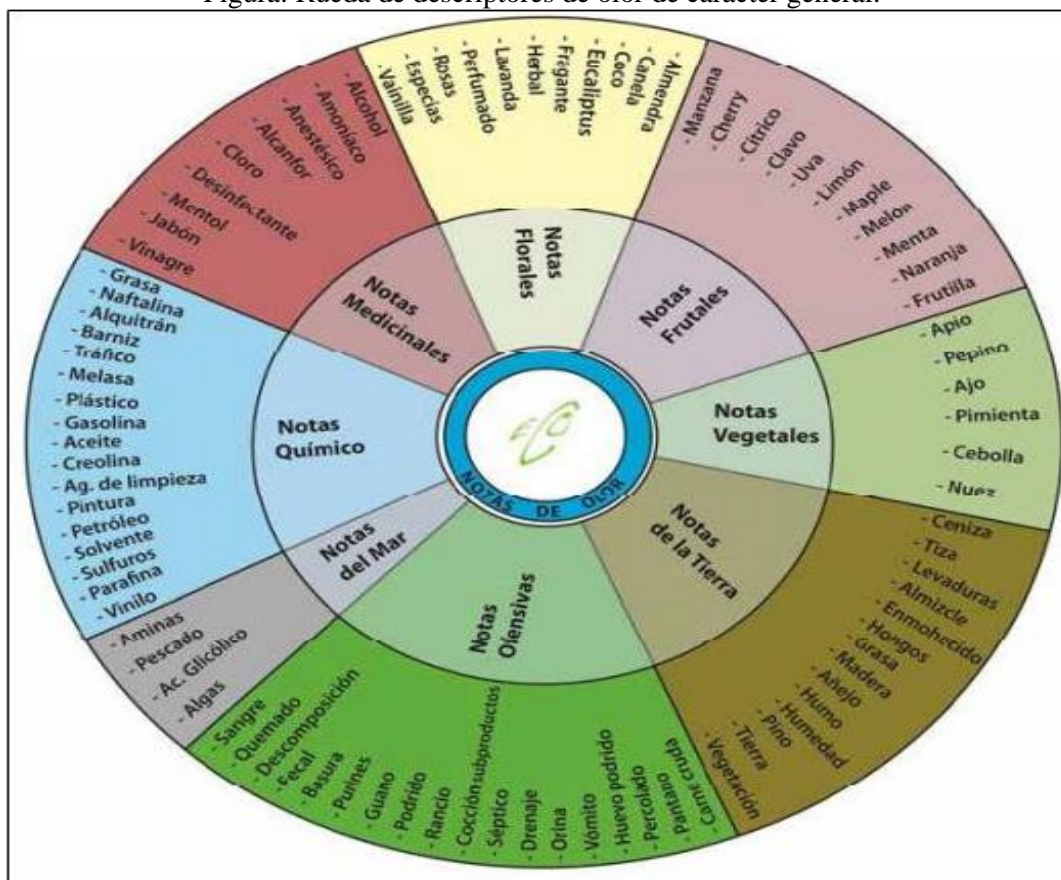 Figura. Rueda de descriptores de olor de carácter general.
Notas
Florales
- Vainilla
- Especias
- Rosas
- Perfumado
- Lavanda
- Herbal
- Fragante
- Eucaliptus
- Coco
- Canela
- Almendra
Notas
Frutales
- Manzana
- Cherry
- Cítrico
- Clavo
- Uva
- Limón
- Maple
- Melon
- Menta
- Naranja
- Frutilla
Notas
Vegetales
- Apio
- Pepino
- Ajo
- Pimienta
- Cebolla
- Nuez
Notas
de la Tierra
- Ceniza
- Tiza
- Levaduras
- Almizcle
- Enmohecido
- Hongos
- Grasa
- Madera
- Añejo
- Humo
- Humedad
- Pino
- Tierra
- Vegetación
Notas
Ofensivas
- Carne cruda
- Pantano
- Percolado
- Huevo podrido
- Vómito
- Orina
- Drenaje
- Séptico
- Cocción subproductos
- Rancio
- Podrido
- Guano
- Purines
- Basura
- Fecal
- Descomposición
- Quemado
- Sangre
Notas
del Mar
- Aminas
- Pescado
- Ac. Glicólico
- Algas
Notas
Químico
- Grasa
- Naftalina
- Alquitrán
- Barniz
- Tráfico
- Melasa
- Plástico
- Gasolina
- Aceite
- Creolina
- Ag. de limpieza
- Pintura
- Petróleo
- Solvente
- Sulfuros
- Parafina
- Vinilo
Notas
Medicinales
- Alcohol
- Amoníaco
- Anestésico
- Alcanfor
- Cloro
- Desinfectante
- Mentol
- Jabón
- Vinagre
ECO
NOTAS DE OLOR